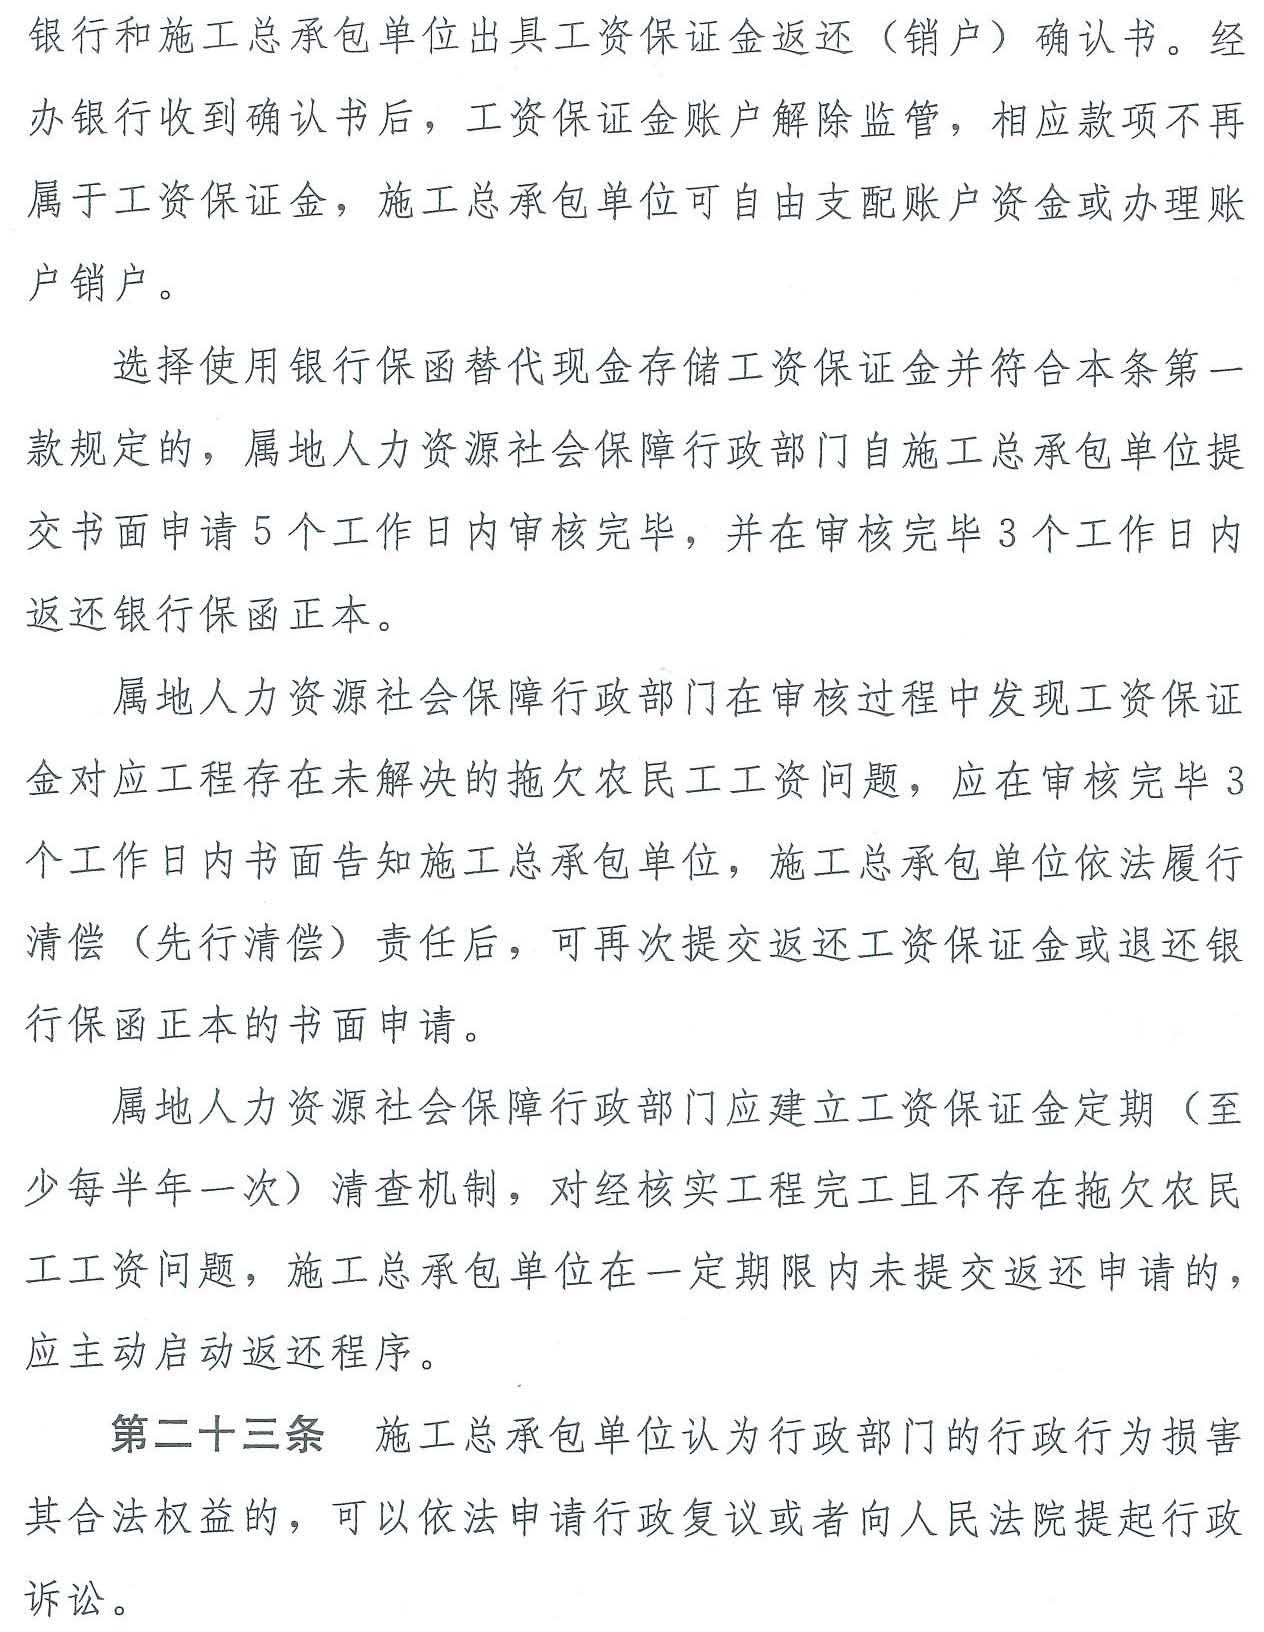 银行和施工总承包单位出具工资保证金返还（销户）确认书。经
办银行收到确认书后，工资保证金账户解除监管，相应款项不再
属于工资保证金，施工总承包单位可自由支配账户资金或办理账
户销户。
选择使用银行保函替代现金存储工资保证金并符合本条第一
款规定的，属地人力资源社会保障行政部门自施工总承包单位提
交书面申请5个工作日内审核完毕，并在审核完毕3个工作日内
返还银行保函正本。
属地人力资源社会保障行政部门在审核过程中发现工资保证
金对应工程存在未解决的拖欠农民工工资问题，应在审核完毕3
个工作日内书面告知施工总承包单位，施工总承包单位依法履行
清偿（先行清偿）责任后，可再次提交返还工资保证金或退还银
行保函正本的书面申请。
属地人力资源社会保障行政部门应建立工资保证金定期（至
少每半年一次）清查机制，对经核实工程完工且不存在拖欠农民
工工资问题，施工总承包单位在一定期限内未提交返还申请的，
应主动启动返还程序。
第二十三条　施工总承包单位认为行政部门的行政行为损害
其合法权益的，可以依法申请行政复议或者向人民法院提起行政
诉讼。